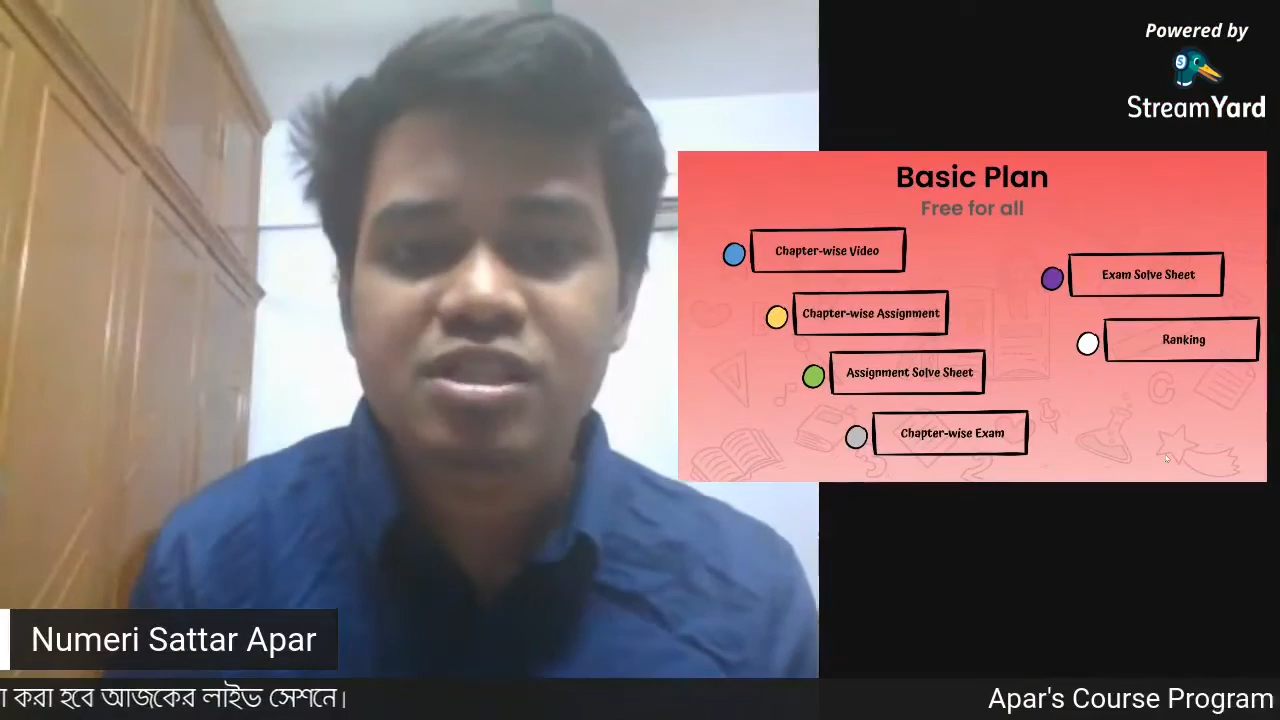 Powered by
StreamYard
Basic Plan
Free for all
Chapter-wise Video
Exam Solve Sheet
Chapter-wise Assignment
Ranking
Assignment Solve Sheet
Chapter-wise Exam
Numeri Sattar Apar
করা হবে আজকের লাইভ সেশনে।
Apar's Course Program